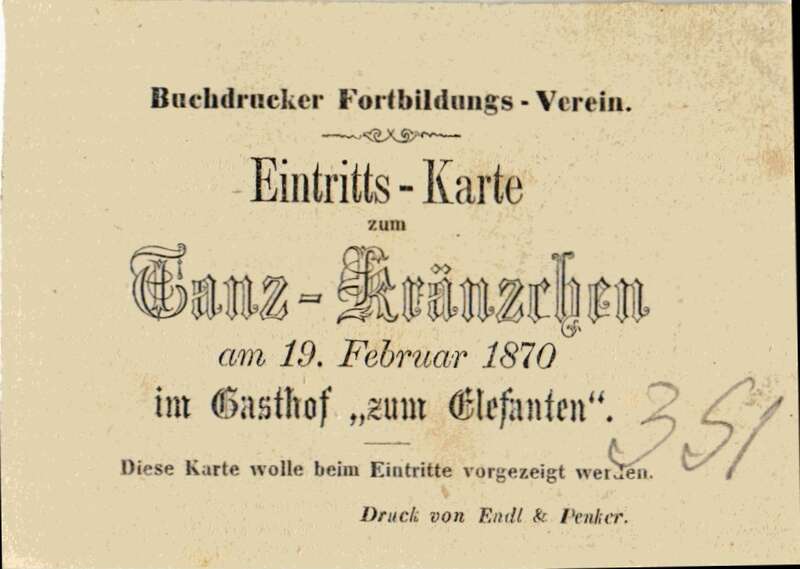 Buchdrucker Fortbildungs-Verein.
Eintritts-Karte
zum
Tanz-Kränzchen
am 19. Februar 1870
im Gasthof „zum Elefanten“.
351
Diese Karte wolle beim Eintritte vorgezeigt werden.
Druck von Endl & Penker.